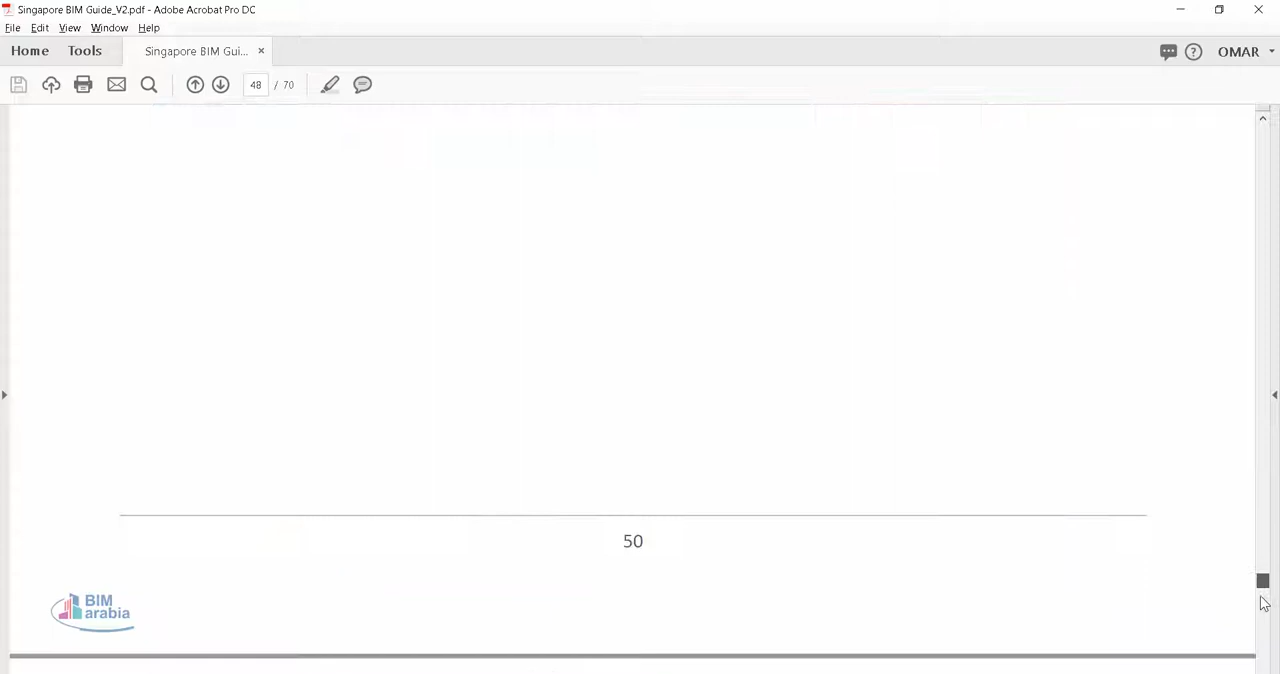 Singapore BIM Guide_V2.pdf - Adobe Acrobat Pro DC
File Edit View Window Help
Home Tools Singapore BIM Gui... × OMAR
48 / 70
50
BIM
arabia